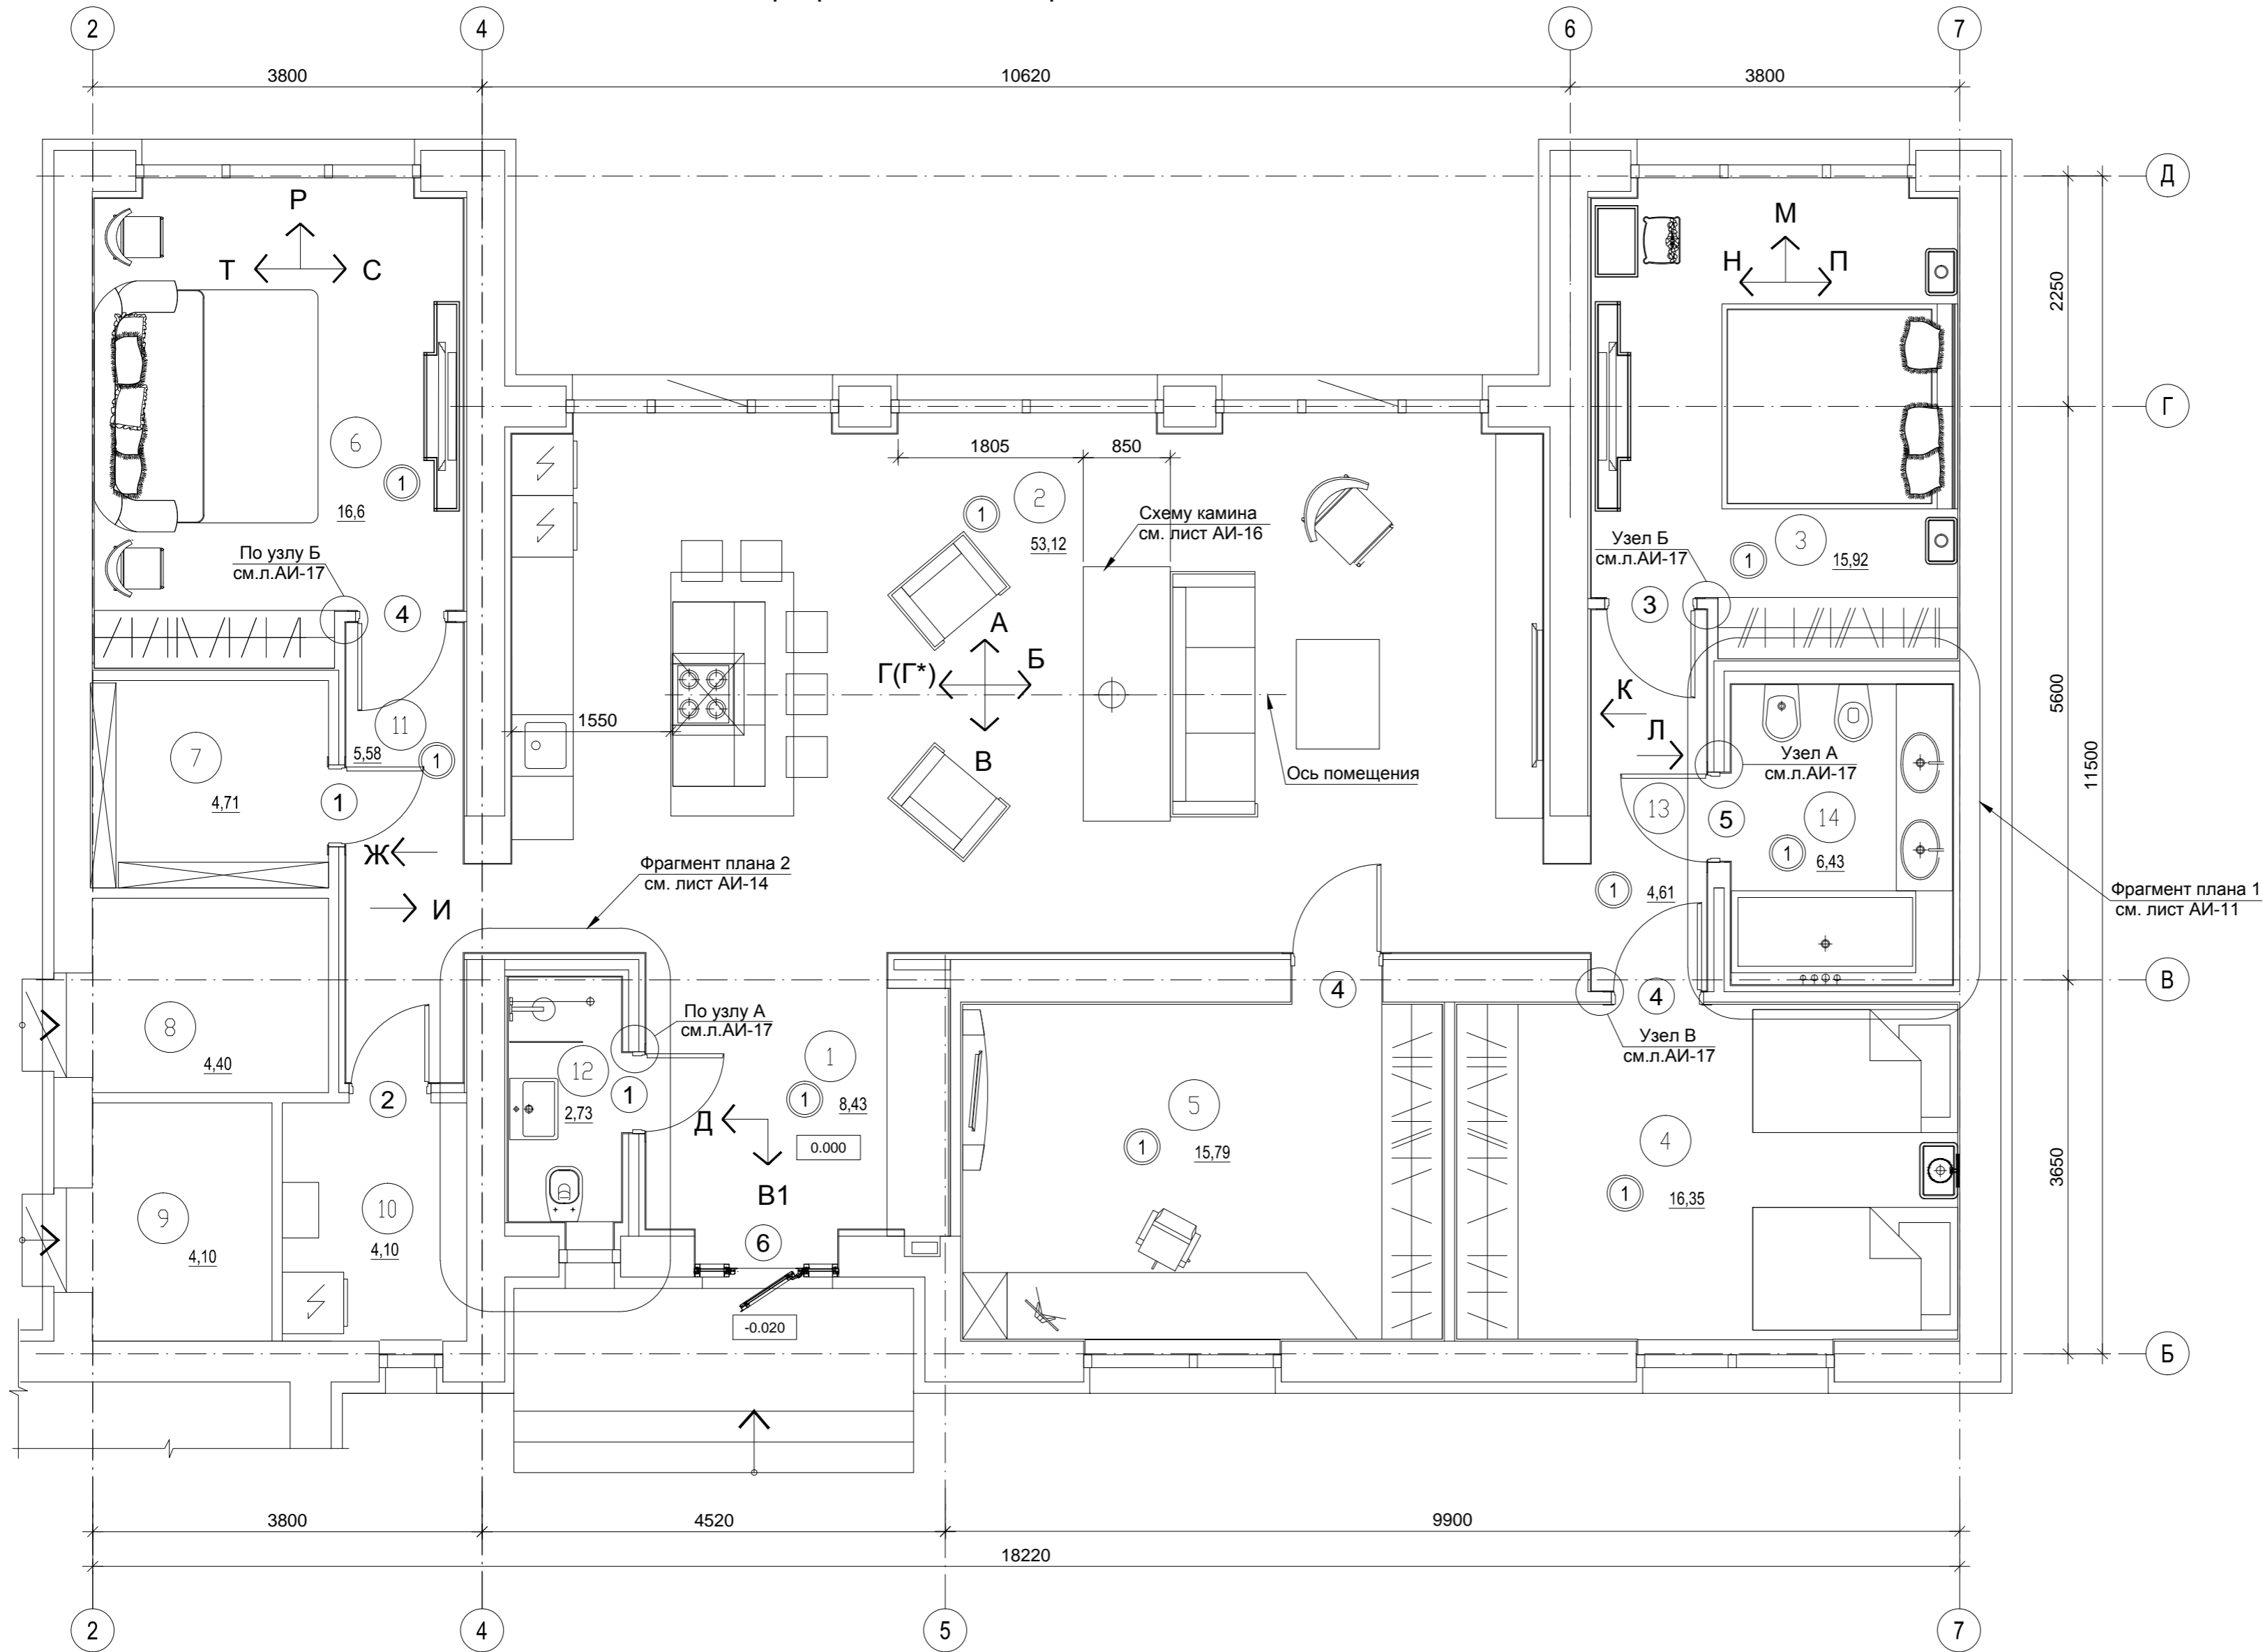 2
4
6
7
3800
10620
3800
Д
Р
Т
С
М
Н
П
2250
Г
1805
850
6
1
16,6
1
2
53,12
Схему камина
см. лист АИ-16
По узлу Б
см.л.АИ-17
Узел Б
см.л.АИ-17
1
3
15,92
4
3
А
Г(Г*)
Б
В
К
Л
5600
11500
1550
11
7
5,58
1
4,71
1
Ось помещения
Узел А
см.л.АИ-17
13
5
14
1
6,43
Ж
И
Фрагмент плана 2
см. лист АИ-14
1
4,61
Фрагмент плана 1
см. лист АИ-11
В
4
4
По узлу А
см.л.АИ-17
Узел В
см.л.АИ-17
8
4,40
12
2,73
1
1
1
8,43
2
Д
0.000
В1
5
1
15,79
4
1
16,35
3650
9
4,10
10
4,10
6
-0.020
Б
3800
4520
9900
18220
2
4
5
7